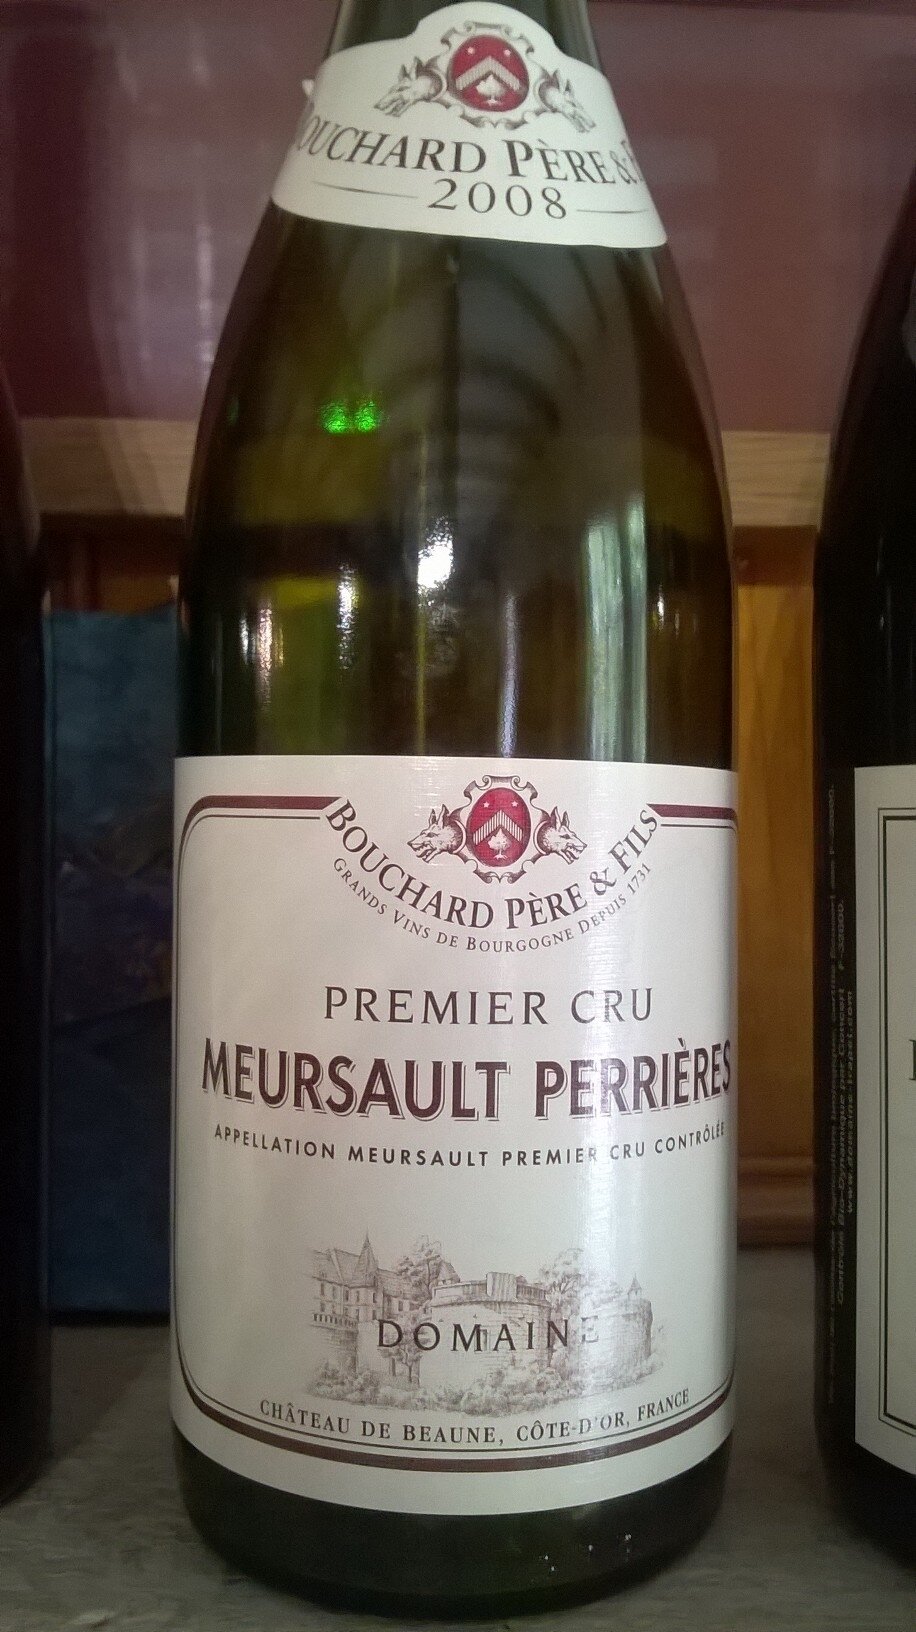 OUCHARD PÈRE &
2008
BOUCHARD PÈRE & FILS
GRANDS VINS DE BOURGOGNE DEPUIS 1731
PREMIER CRU
MEURSAULT PERRIÈRES
APPELLATION MEURSAULT PREMIER CRU CONTRÔLÉE
DOMAINE
CHÂTEAU DE BEAUNE, CÔTE-D'OR, FRANCE